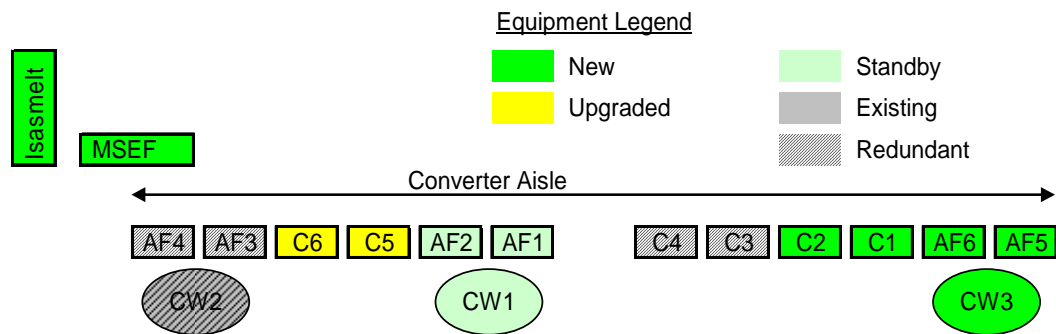 Equipment Legend
New
Standby
Upgraded
Existing
Redundant
Isasmelt
MSEF
Converter Aisle
AF4 AF3 C6 C5 AF2 AF1 C4 C3 C2 C1 AF6 AF5
CW2 CW1 CW3